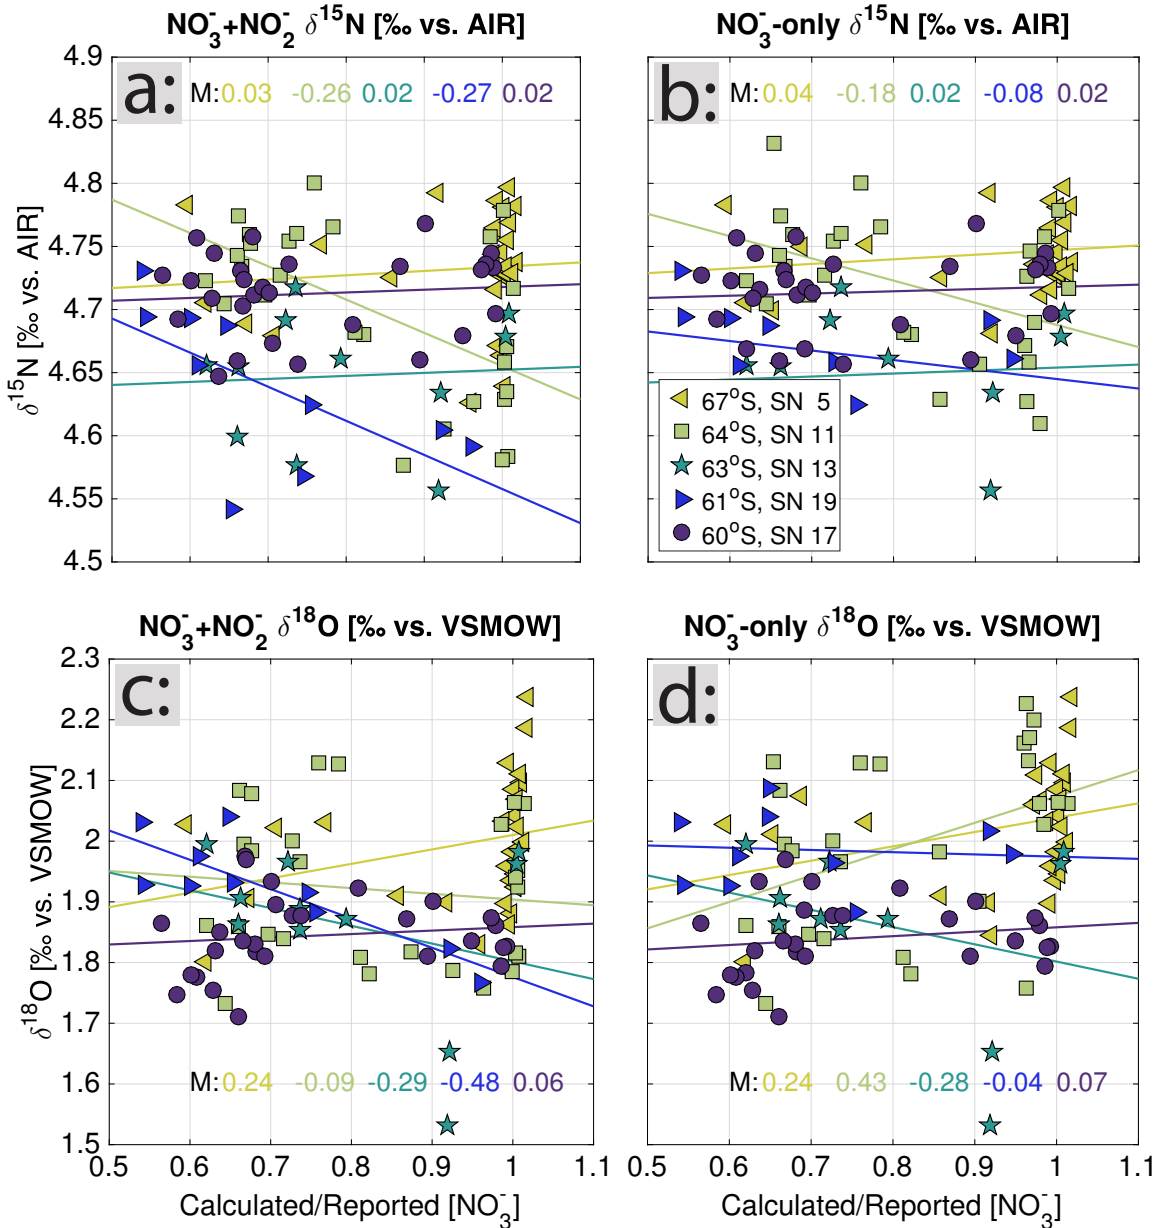 NO₃⁻+NO₂⁻ δ¹⁵N [‰ vs. AIR]
NO₃⁻-only δ¹⁵N [‰ vs. AIR]
a:
M: 0.03 -0.26 0.02 -0.27 0.02
b:
M: 0.04 -0.18 0.02 -0.08 0.02
4.9
4.85
4.8
4.75
4.7
4.65
4.6
4.55
4.5
δ¹⁵N [‰ vs. AIR]
67°S, SN 5
64°S, SN 11
63°S, SN 13
61°S, SN 19
60°S, SN 17
NO₃⁻+NO₂⁻ δ¹⁸O [‰ vs. VSMOW]
NO₃⁻-only δ¹⁸O [‰ vs. VSMOW]
c:
d:
2.3
2.2
2.1
2
1.9
1.8
1.7
1.6
1.5
δ¹⁸O [‰ vs. VSMOW]
M: 0.24 -0.09 -0.29 -0.48 0.06
M: 0.24 0.43 -0.28 -0.04 0.07
0.5 0.6 0.7 0.8 0.9 1 1.1
0.5 0.6 0.7 0.8 0.9 1 1.1
Calculated/Reported [NO₃⁻]
Calculated/Reported [NO₃⁻]